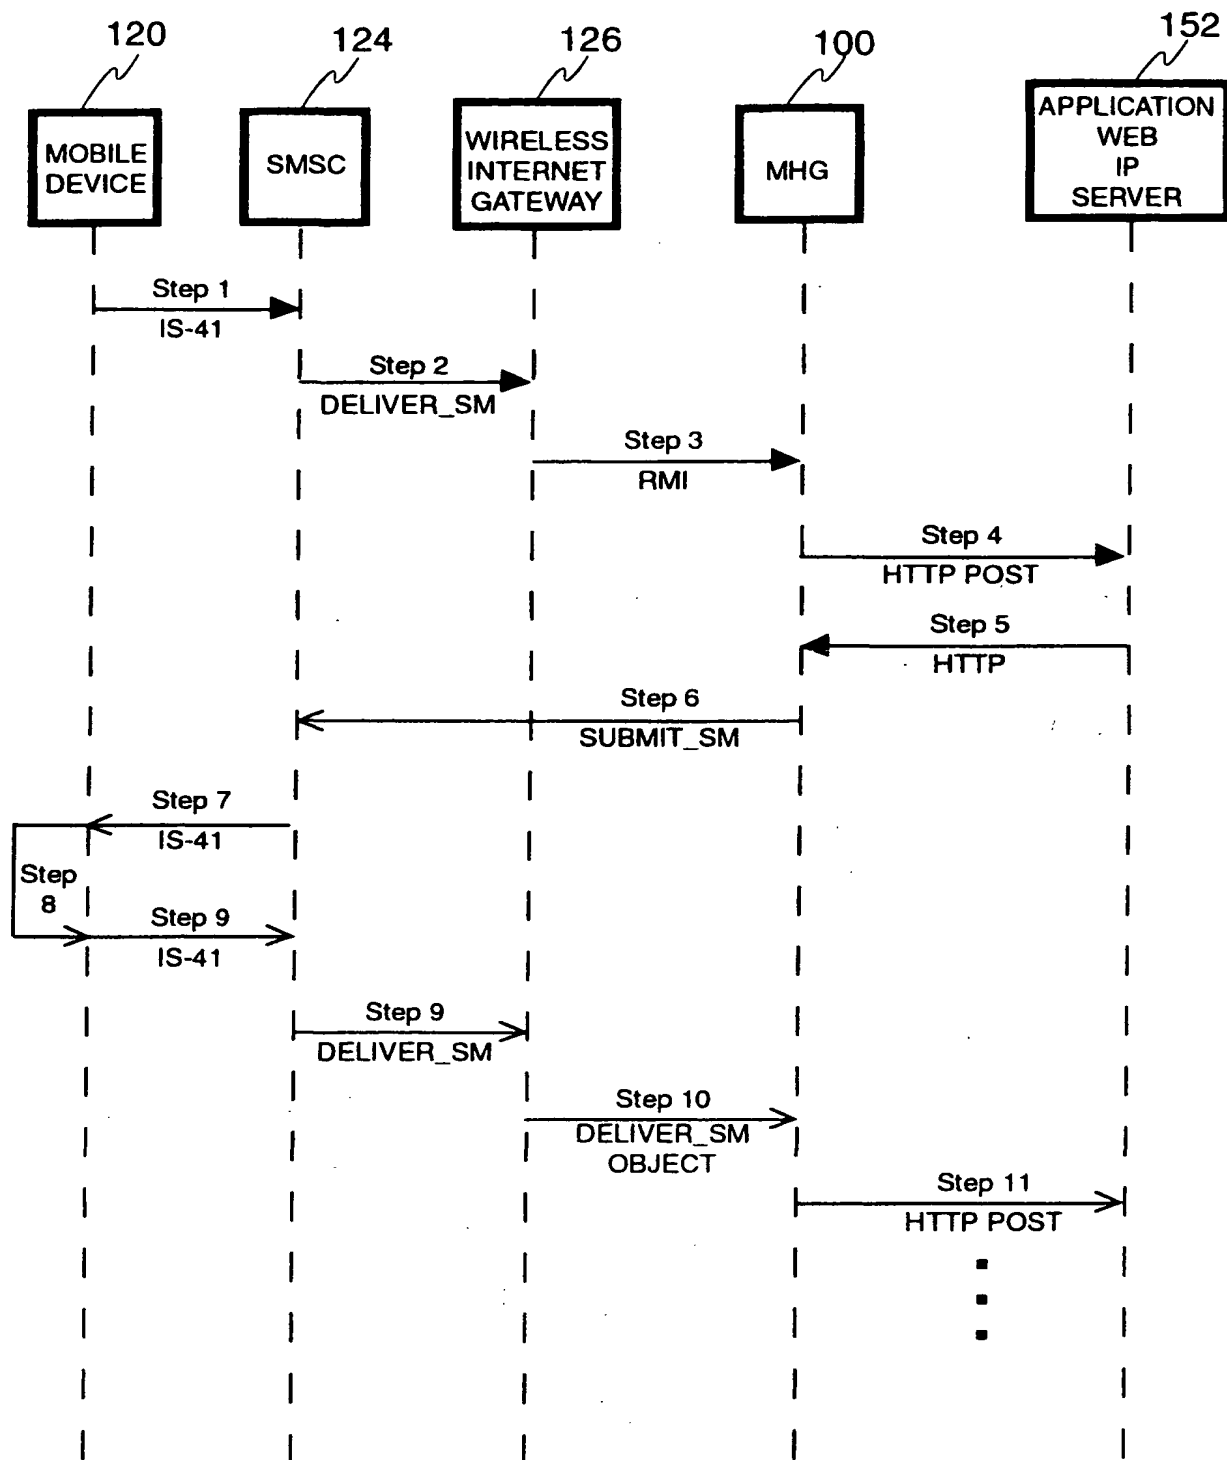 120
124
126
100
152
MOBILE
DEVICE
SMSC
WIRELESS
INTERNET
GATEWAY
MHG
APPLICATION
WEB
IP
SERVER
Step 1
IS-41
Step 2
DELIVER_SM
Step 3
RMI
Step 4
HTTP POST
Step 5
HTTP
Step 6
SUBMIT_SM
Step 7
IS-41
Step
8
Step 9
IS-41
Step 9
DELIVER_SM
Step 10
DELIVER_SM
OBJECT
Step 11
HTTP POST